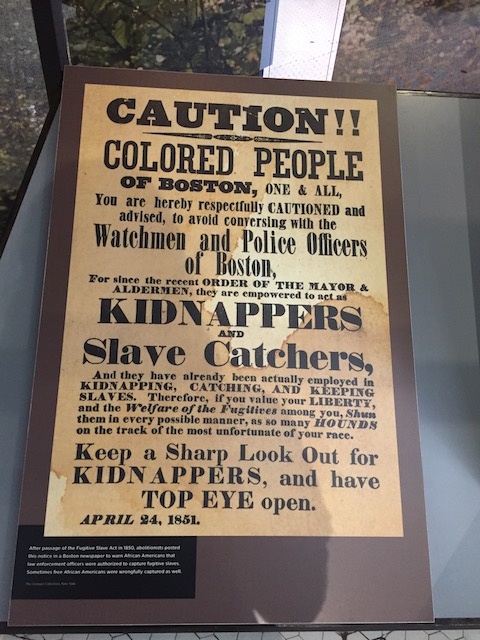 CAUTION!!
COLORED PEOPLE
OF BOSTON, ONE & ALL,
You are hereby respectfully CAUTIONED and
advised, to avoid conversing with the
Watchmen and Police Officers
of Boston,
For since the recent ORDER OF THE MAYOR &
ALDERMEN, they are empowered to act as
KIDNAPPERS
AND
Slave Catchers,
And they have already been actually employed in
KIDNAPPING, CATCHING, AND KEEPING
SLAVES. Therefore, if you value your LIBERTY,
and the Welfare of the Fugitives among you, Shun
them in every possible manner, as so many HOUNDS
on the track of the most unfortunate of your race.
Keep a Sharp Look Out for
KIDNAPPERS, and have
TOP EYE open.
APRIL 24, 1851.
After passage of the Fugitive Slave Act in 1850, abolitionists posted
this notice in a Boston newspaper to warn African Americans that
law enforcement officers were authorized to capture fugitive slaves.
Sometimes free African Americans were wrongfully captured as well.